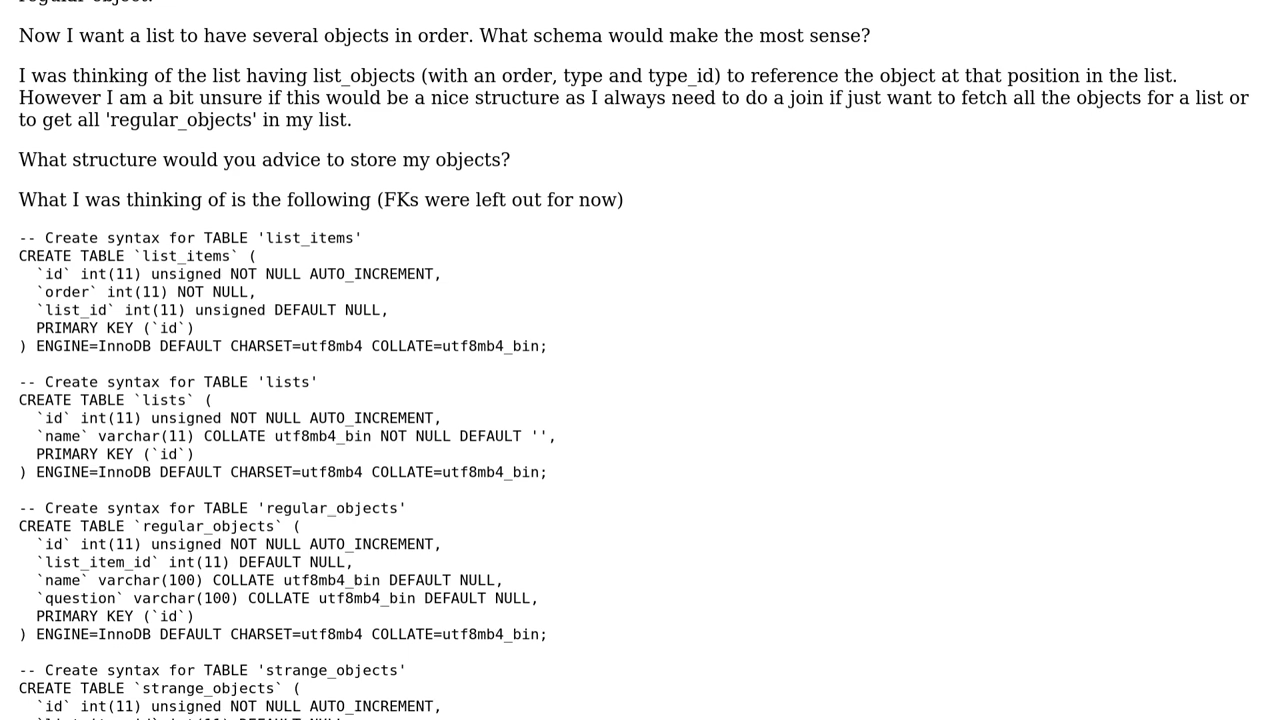 regular object.
Now I want a list to have several objects in order. What schema would make the most sense?
I was thinking of the list having list_objects (with an order, type and type_id) to reference the object at that position in the list.
However I am a bit unsure if this would be a nice structure as I always need to do a join if just want to fetch all the objects for a list or
to get all 'regular_objects' in my list.
What structure would you advice to store my objects?
What I was thinking of is the following (FKs were left out for now)
-- Create syntax for TABLE 'list_items'
CREATE TABLE `list_items` (
  `id` int(11) unsigned NOT NULL AUTO_INCREMENT,
  `order` int(11) NOT NULL,
  `list_id` int(11) unsigned DEFAULT NULL,
  PRIMARY KEY (`id`)
) ENGINE=InnoDB DEFAULT CHARSET=utf8mb4 COLLATE=utf8mb4_bin;
-- Create syntax for TABLE 'lists'
CREATE TABLE `lists` (
  `id` int(11) unsigned NOT NULL AUTO_INCREMENT,
  `name` varchar(11) COLLATE utf8mb4_bin NOT NULL DEFAULT '',
  PRIMARY KEY (`id`)
) ENGINE=InnoDB DEFAULT CHARSET=utf8mb4 COLLATE=utf8mb4_bin;
-- Create syntax for TABLE 'regular_objects'
CREATE TABLE `regular_objects` (
  `id` int(11) unsigned NOT NULL AUTO_INCREMENT,
  `list_item_id` int(11) DEFAULT NULL,
  `name` varchar(100) COLLATE utf8mb4_bin DEFAULT NULL,
  `question` varchar(100) COLLATE utf8mb4_bin DEFAULT NULL,
  PRIMARY KEY (`id`)
) ENGINE=InnoDB DEFAULT CHARSET=utf8mb4 COLLATE=utf8mb4_bin;
-- Create syntax for TABLE 'strange_objects'
CREATE TABLE `strange_objects` (
  `id` int(11) unsigned NOT NULL AUTO_INCREMENT,